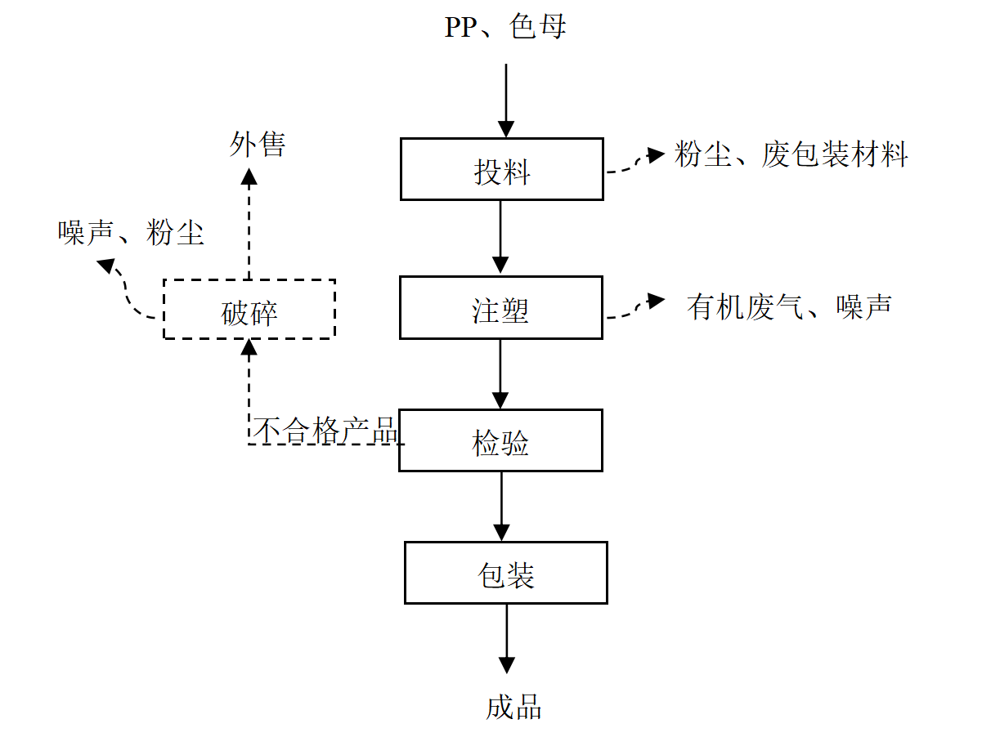 PP、色母
外售
投料
粉尘、废包装材料
噪声、粉尘
破碎
注塑
有机废气、噪声
不合格产品
检验
包装
成品